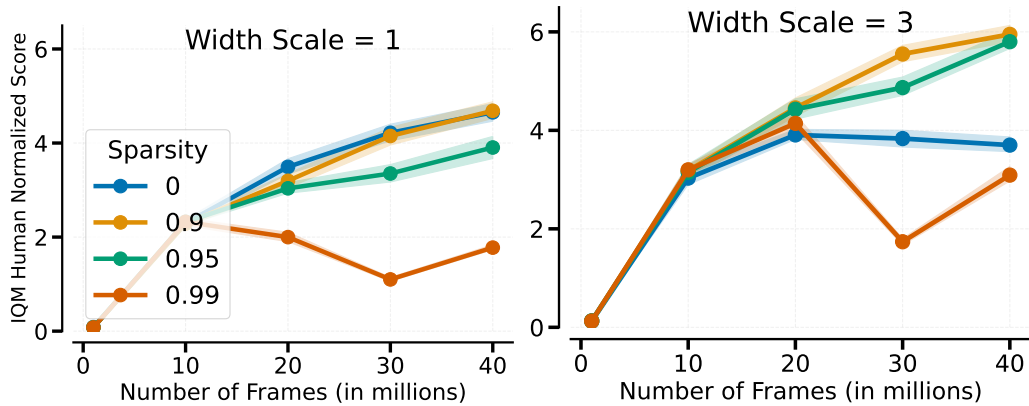 Width Scale = 1
IQM Human Normalized Score
6
4
2
0
Sparsity
0
0.9
0.95
0.99
0 10 20 30 40
Number of Frames (in millions)
Width Scale = 3
6
4
2
0
0 10 20 30 40
Number of Frames (in millions)